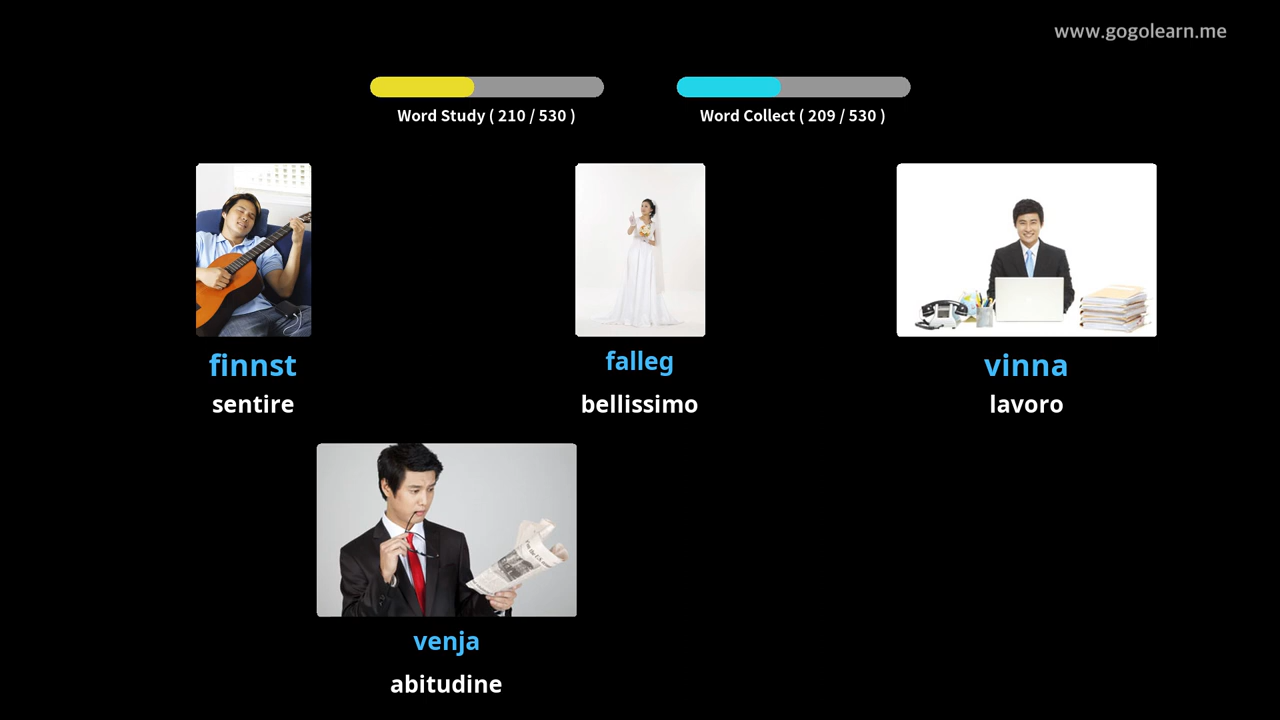 www.gogolearn.me
Word Study ( 210 / 530 )
Word Collect ( 209 / 530 )
finnst
sentire
falleg
bellissimo
vinna
lavoro
venja
abitudine